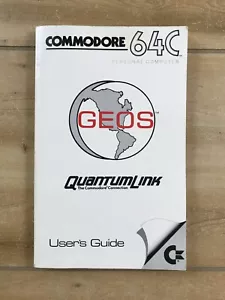 COMMODORE 64C
PERSONAL COMPUTER
GEOS
QUANTUMLINK
The Commodore Connection.
User's Guide